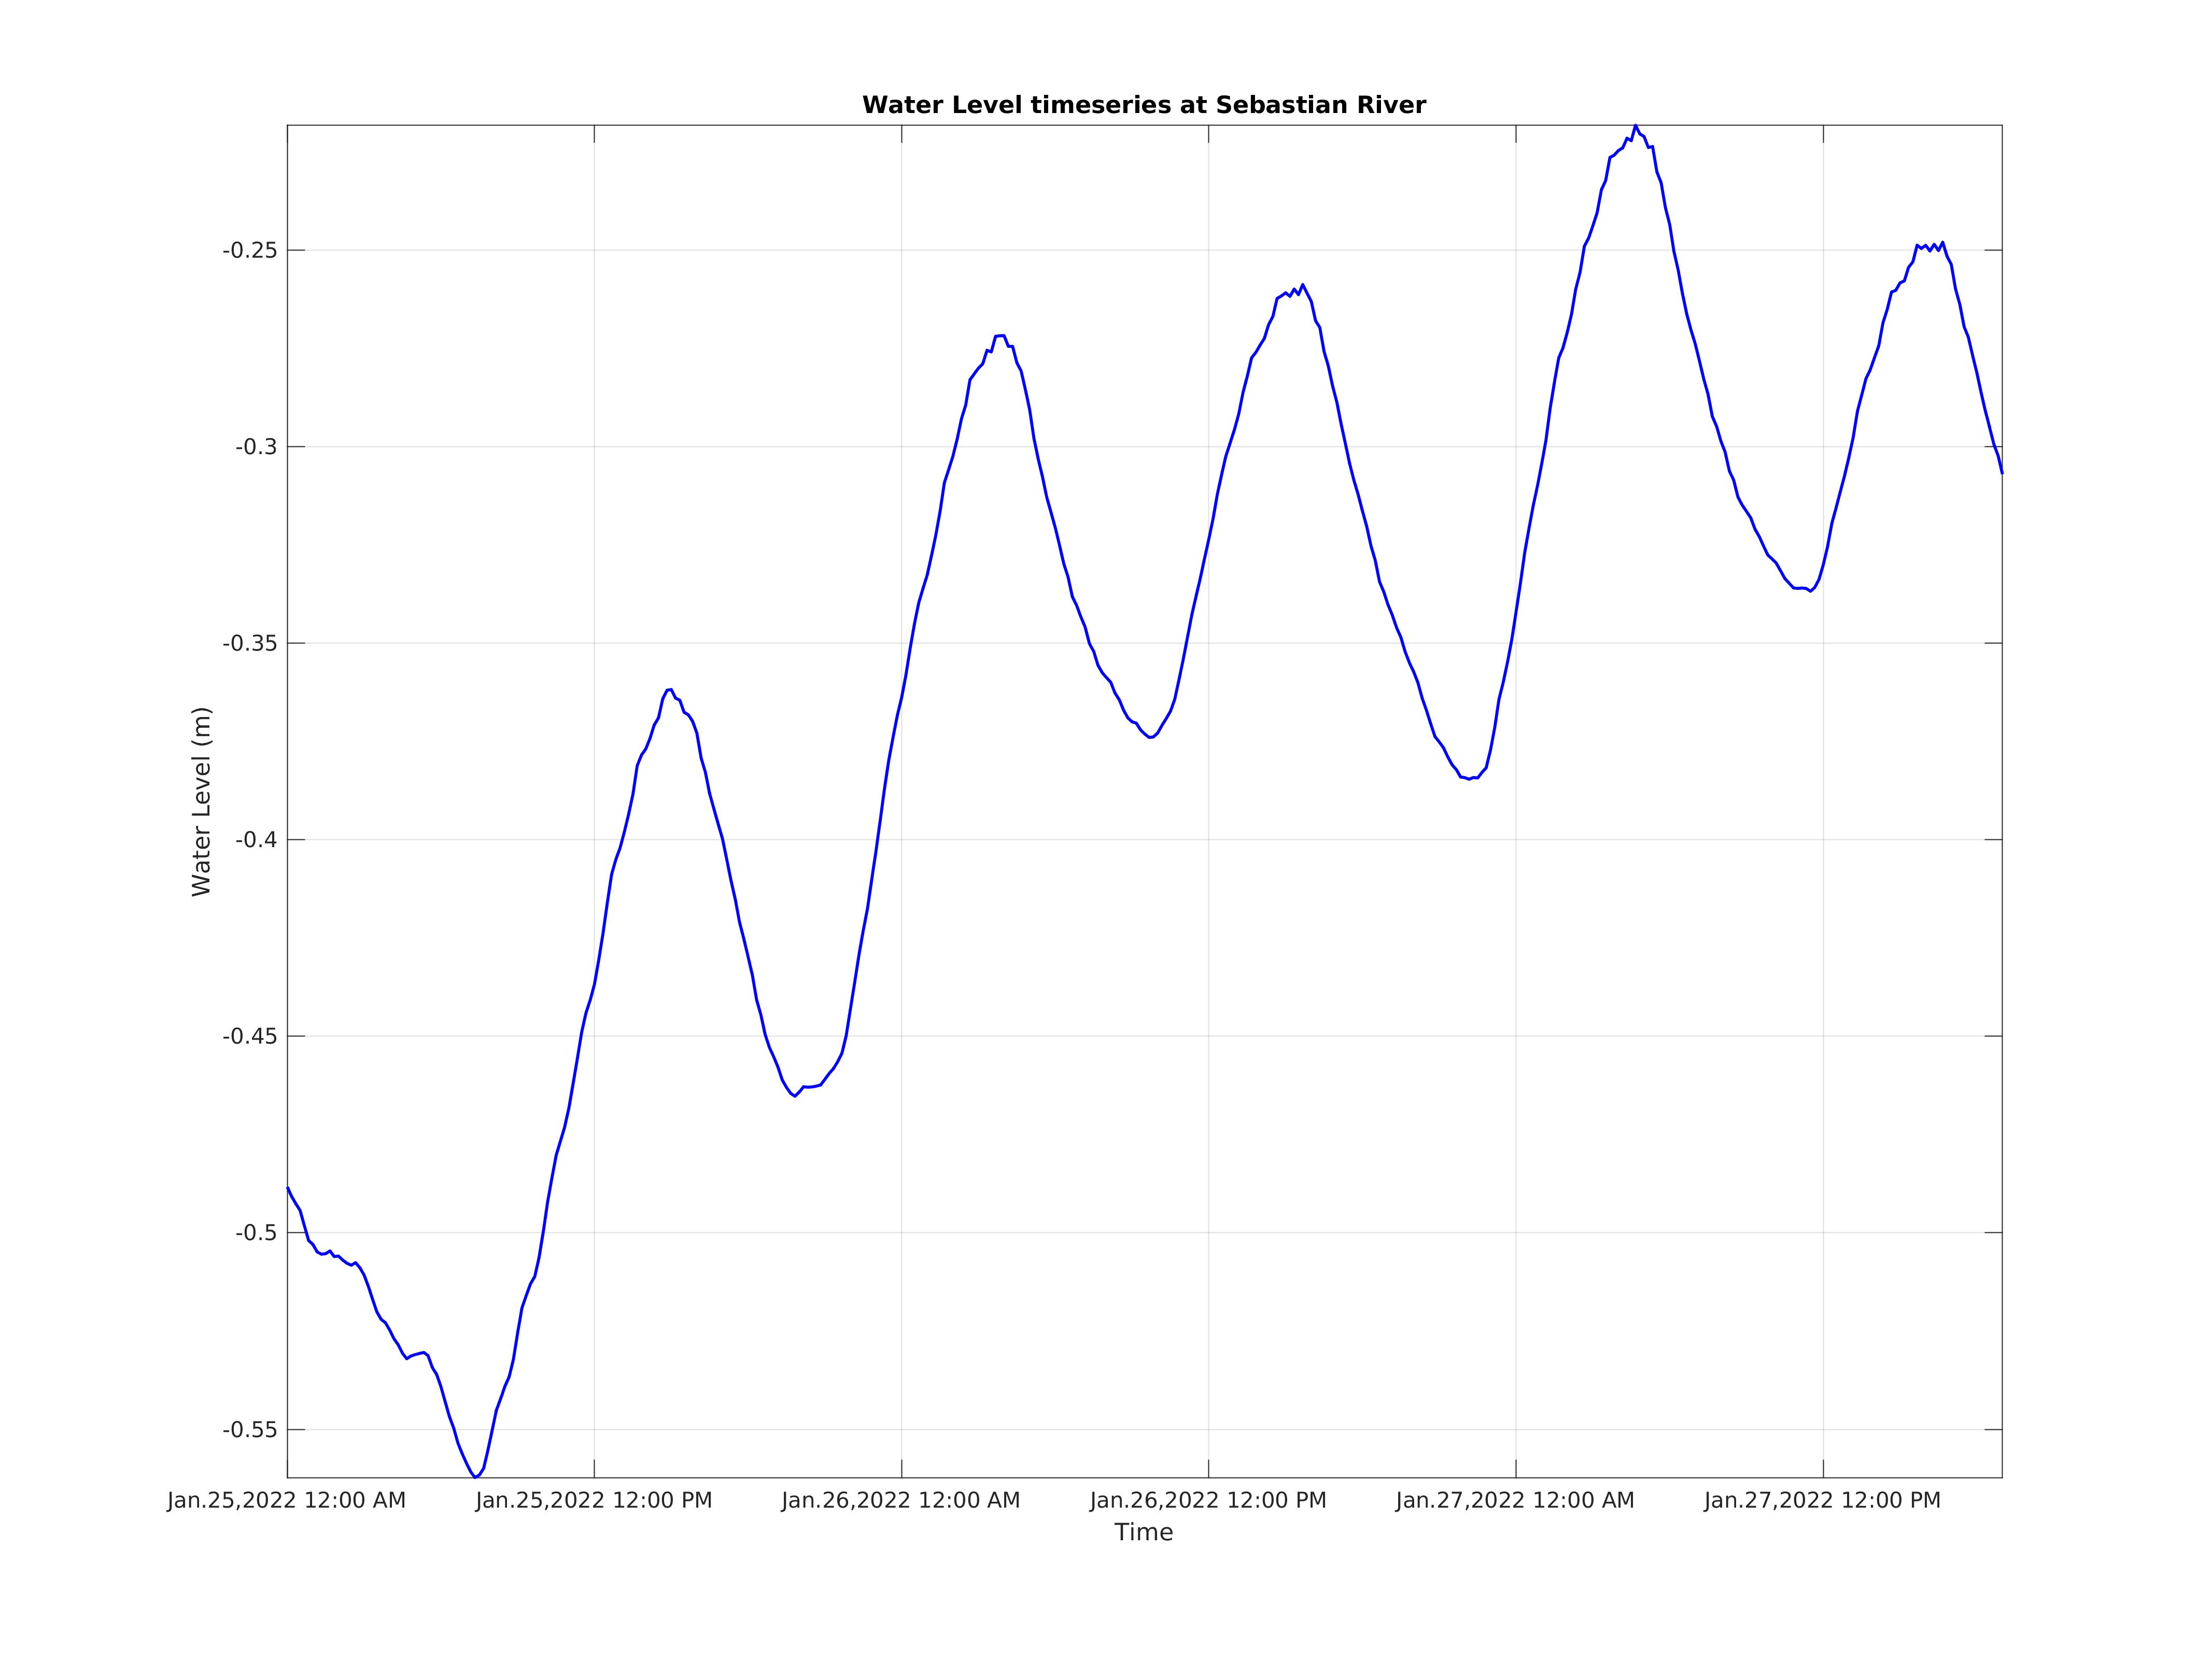 Water Level timeseries at Sebastian River
-0.25
-0.3
-0.35
-0.4
-0.45
-0.5
-0.55
Water Level (m)
Jan.25,2022 12:00 AM
Jan.25,2022 12:00 PM
Jan.26,2022 12:00 AM
Jan.26,2022 12:00 PM
Jan.27,2022 12:00 AM
Jan.27,2022 12:00 PM
Time